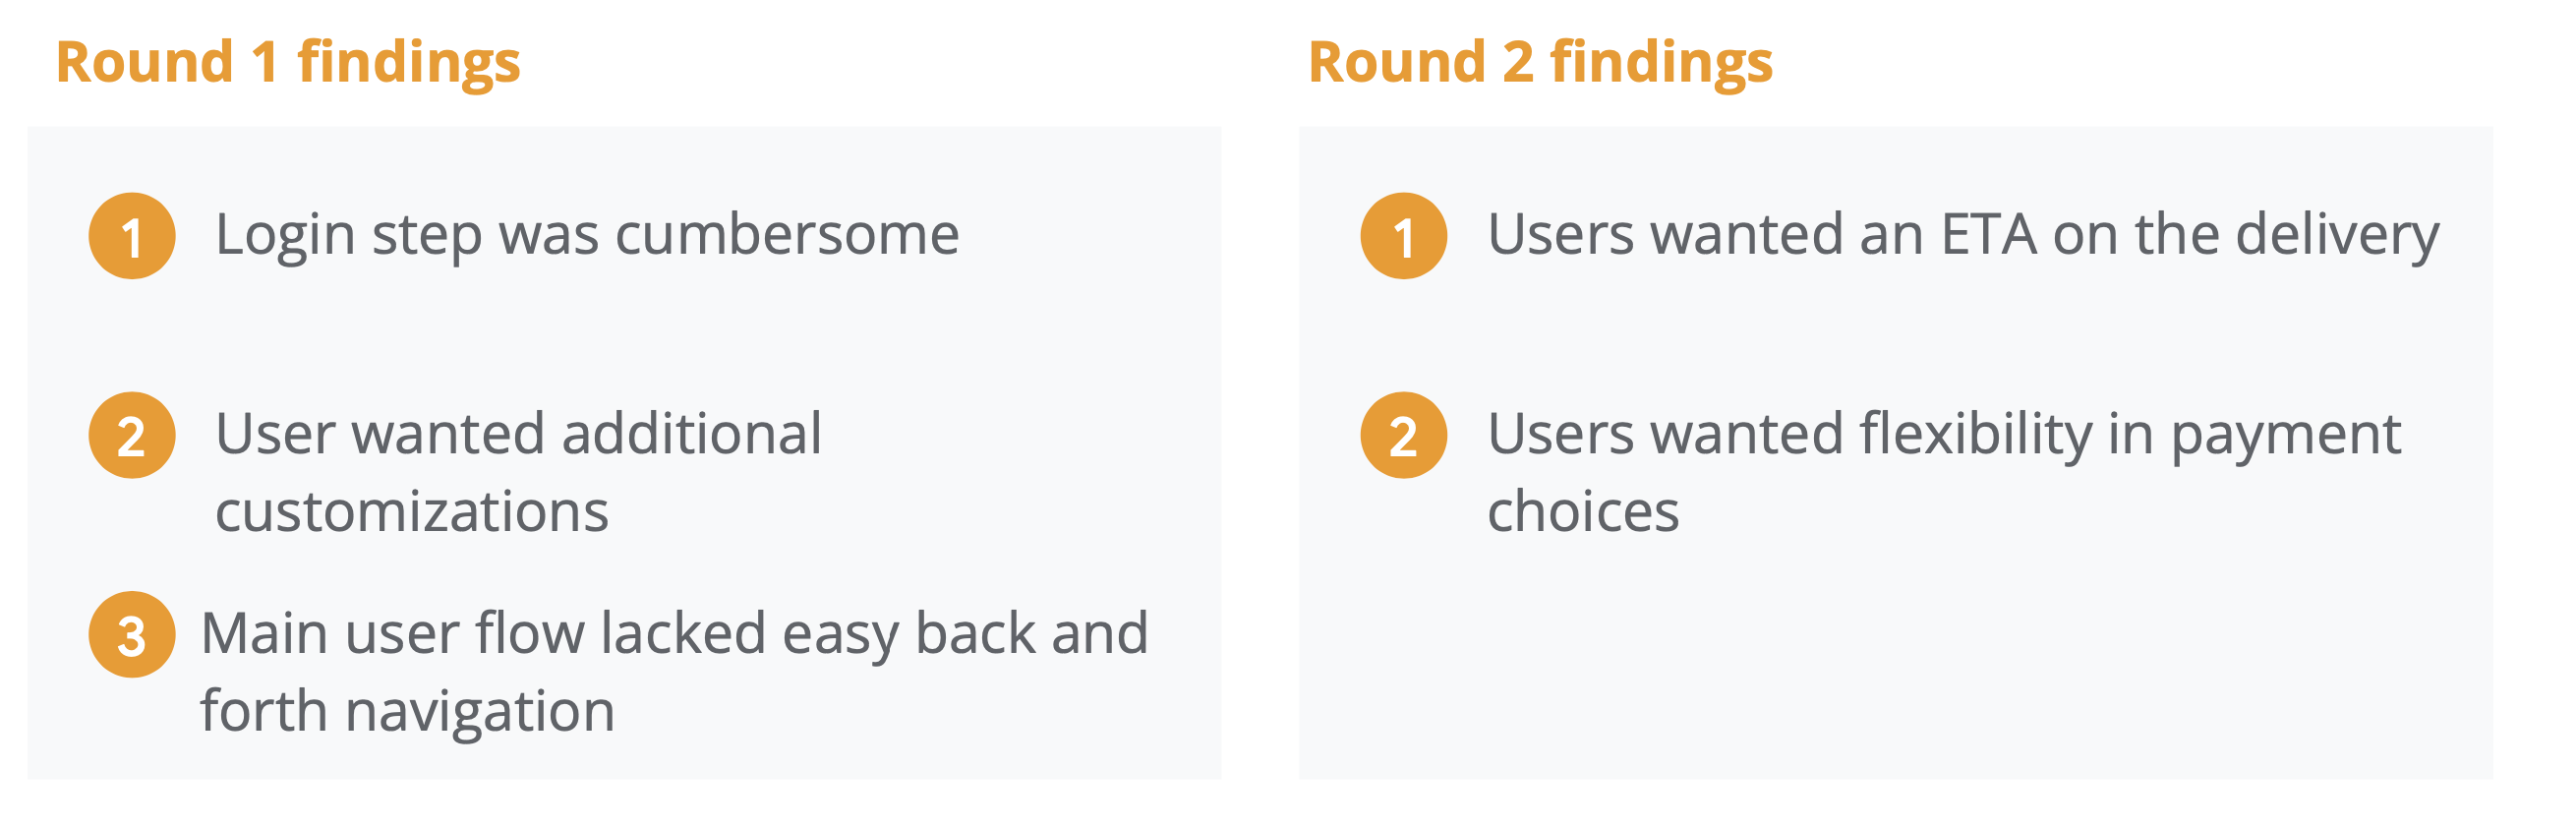 Round 1 findings
1 Login step was cumbersome
2 User wanted additional
customizations
3 Main user flow lacked easy back and
forth navigation
Round 2 findings
1 Users wanted an ETA on the delivery
2 Users wanted flexibility in payment
choices